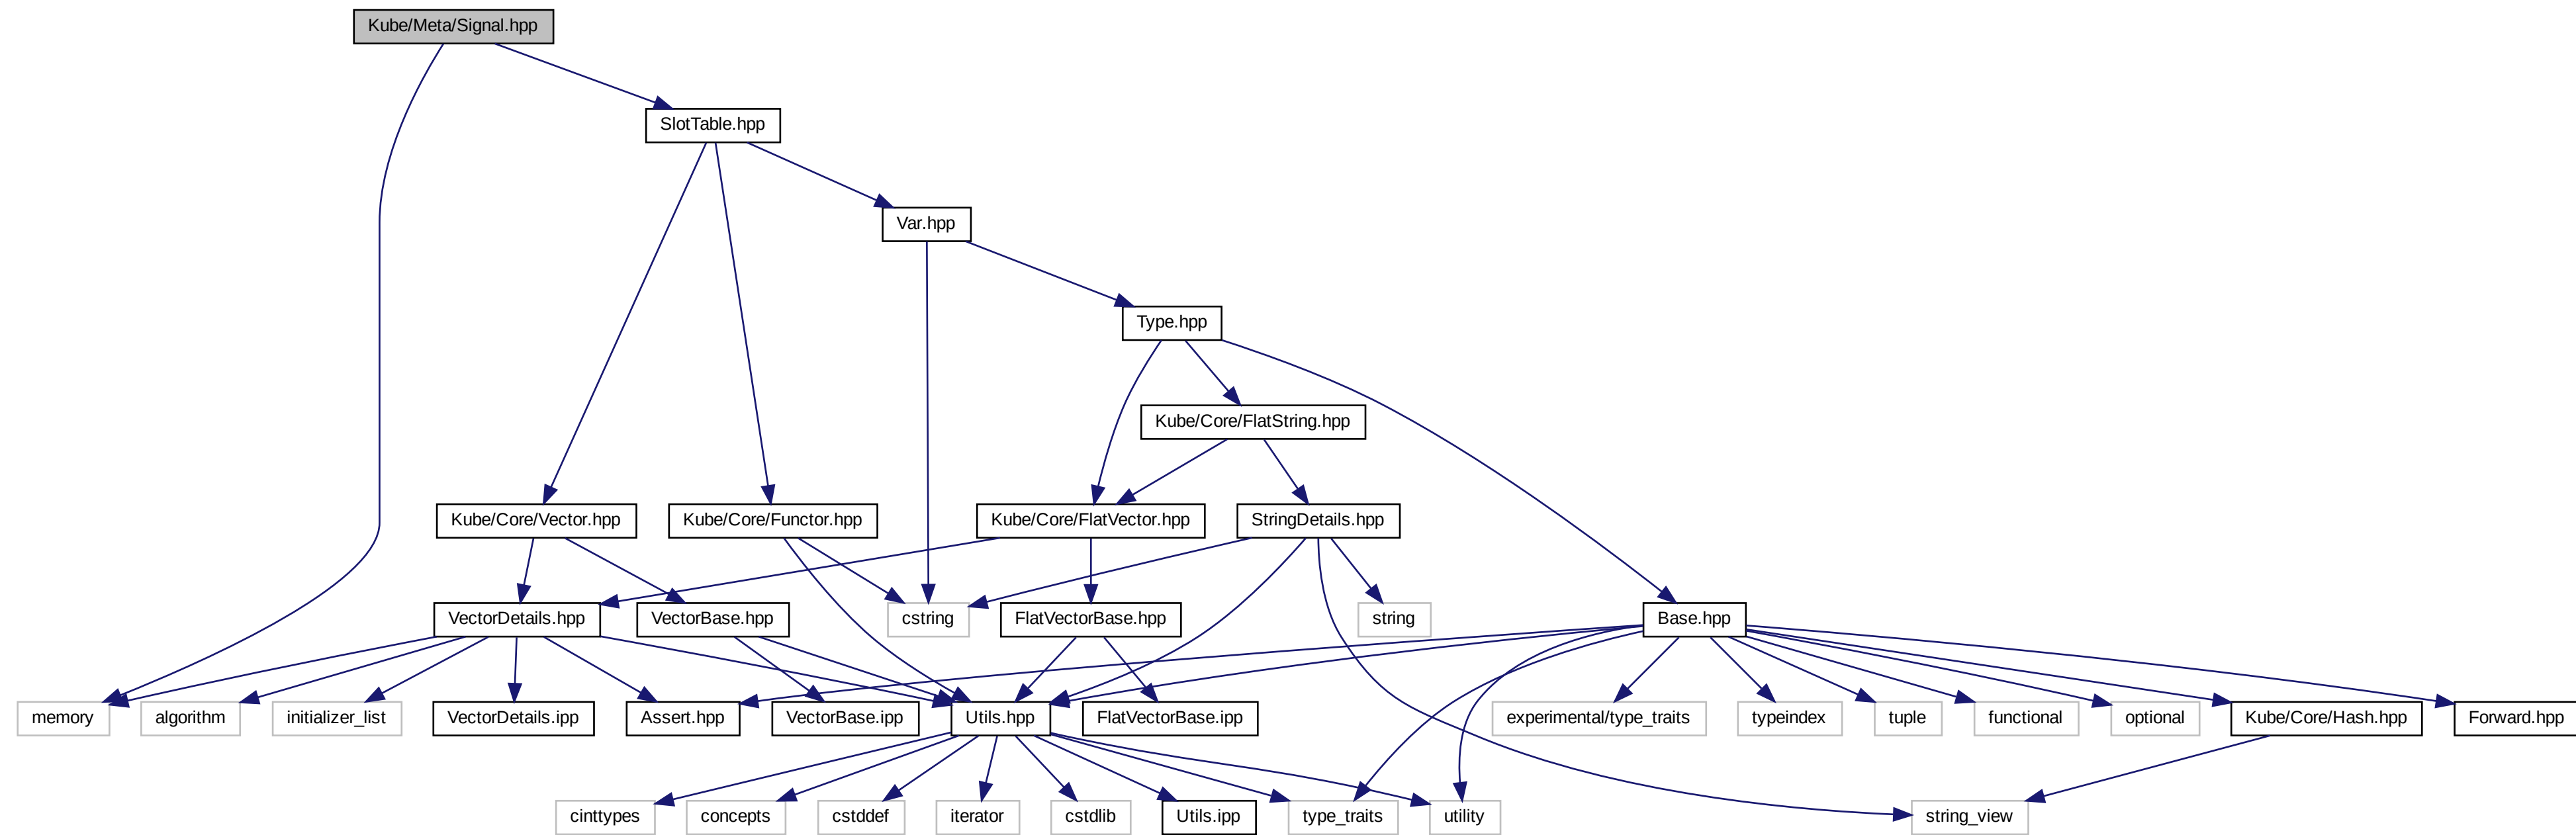 Kube/Meta/Signal.hpp
SlotTable.hpp
Var.hpp
Type.hpp
Kube/Core/FlatString.hpp
Kube/Core/Vector.hpp
Kube/Core/Functor.hpp
Kube/Core/FlatVector.hpp
StringDetails.hpp
VectorDetails.hpp
VectorBase.hpp
cstring
FlatVectorBase.hpp
string
Base.hpp
memory
algorithm
initializer_list
VectorDetails.ipp
Assert.hpp
VectorBase.ipp
Utils.hpp
FlatVectorBase.ipp
experimental/type_traits
typeindex
tuple
functional
optional
Kube/Core/Hash.hpp
Forward.hpp
cinttypes
concepts
cstddef
iterator
cstdlib
Utils.ipp
type_traits
utility
string_view